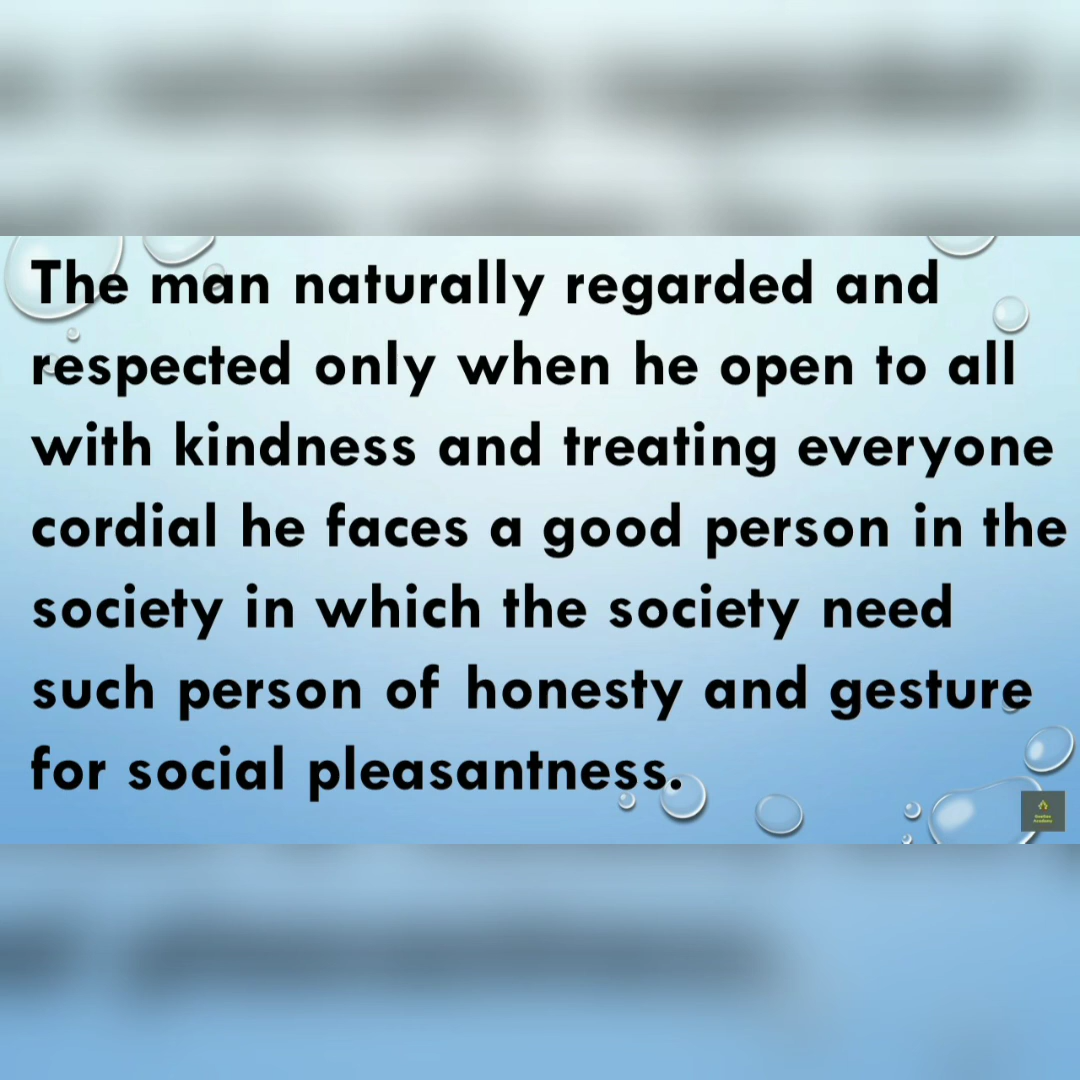 The man naturally regarded and
respected only when he open to all
with kindness and treating everyone
cordial he faces a good person in the
society in which the society need
such person of honesty and gesture
for social pleasantness.
Academy